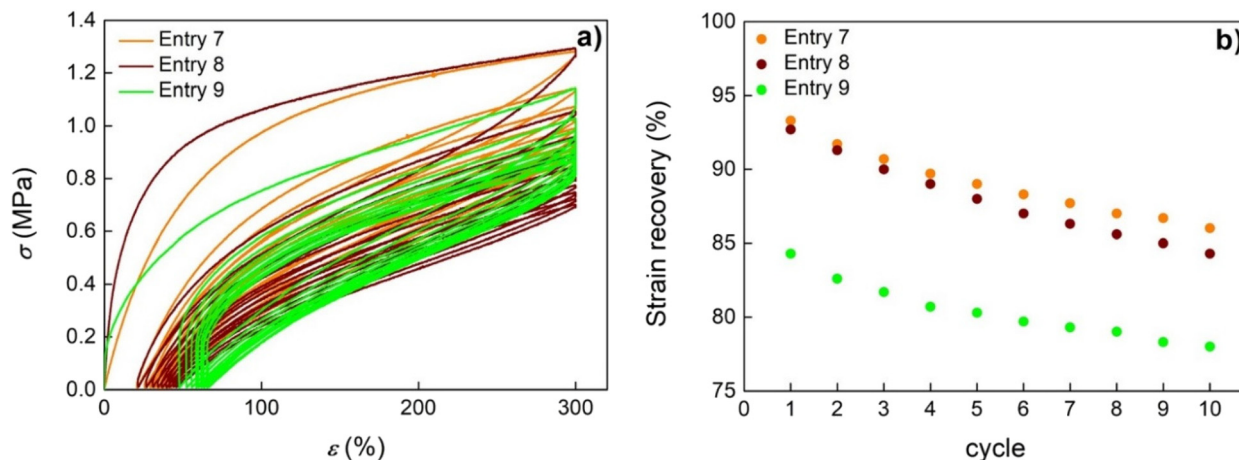 a)
Entry 7
Entry 8
Entry 9
1.4
1.2
1.0
0.8
0.6
0.4
0.2
0.0
σ (MPa)
0 100 200 300
ε (%)
b)
Entry 7
Entry 8
Entry 9
100
95
90
85
80
75
Strain recovery (%)
0 1 2 3 4 5 6 7 8 9 10
cycle